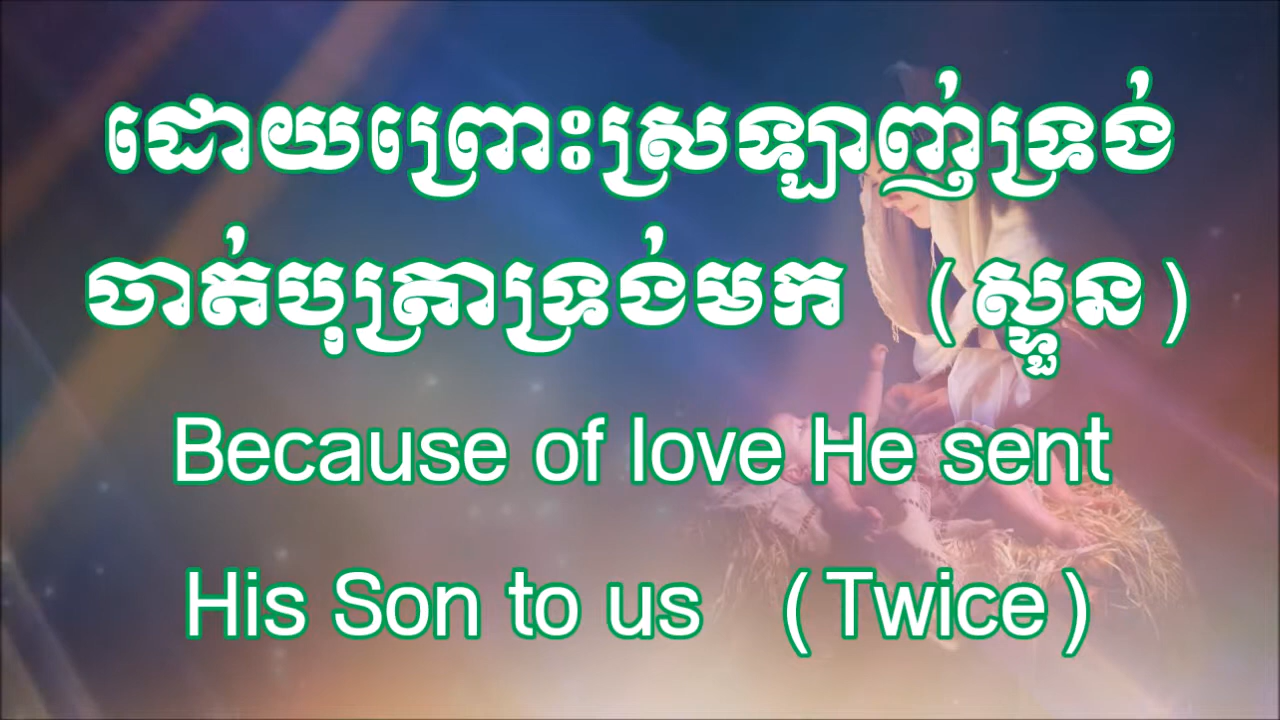 ដោយព្រោះស្រឡាញ់ទ្រង់
ចាត់បុត្រាទ្រង់មក (ស្ទួន)
Because of love He sent
His Son to us (Twice)